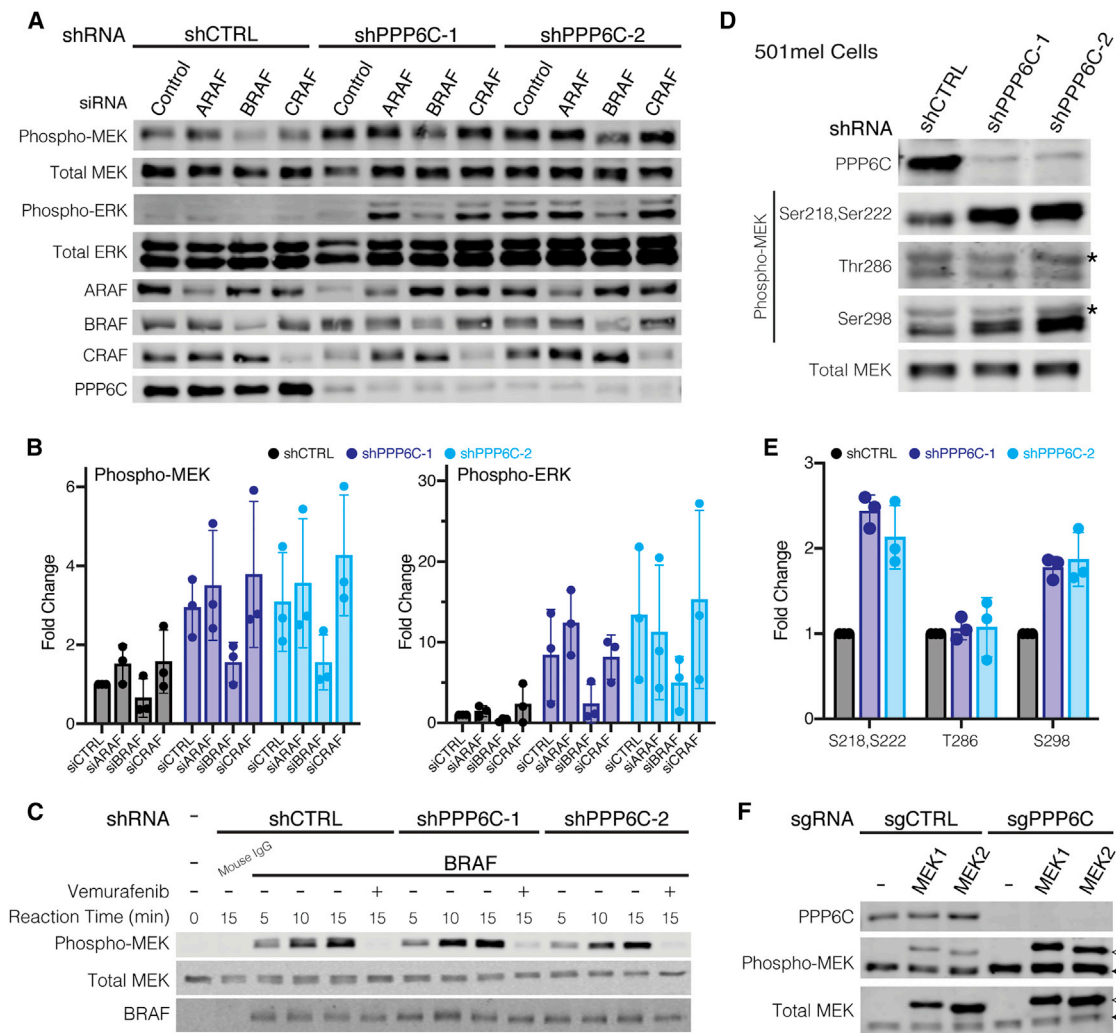 A
shRNA shCTRL shPPP6C-1 shPPP6C-2
siRNA Control ARAF BRAF CRAF Control ARAF BRAF CRAF Control ARAF BRAF CRAF
Phospho-MEK
Total MEK
Phospho-ERK
Total ERK
ARAF
BRAF
CRAF
PPP6C
B
shCTRL shPPP6C-1 shPPP6C-2
Phospho-MEK
Fold Change
6
4
2
0
siCTRL siARAF siBRAF siCRAF siCTRL siARAF siBRAF siCRAF siCTRL siARAF siBRAF siCRAF
Phospho-ERK
Fold Change
30
20
10
0
siCTRL siARAF siBRAF siCRAF siCTRL siARAF siBRAF siCRAF siCTRL siARAF siBRAF siCRAF
C
shRNA - shCTRL shPPP6C-1 shPPP6C-2
- Mouse IgG BRAF
Vemurafenib - - - + - - - + - - - +
Reaction Time (min) 0 15 5 10 15 15 5 10 15 15 5 10 15 15
Phospho-MEK
Total MEK
BRAF
D
501mel Cells
shRNA shCTRL shPPP6C-1 shPPP6C-2
PPP6C
Phospho-MEK
Ser218,Ser222
Thr286 *
Ser298 *
Total MEK
E
shCTRL shPPP6C-1 shPPP6C-2
Fold Change
3
2
1
0
S218,S222 T286 S298
F
sgRNA sgCTRL sgPPP6C
- MEK1 MEK2 - MEK1 MEK2
PPP6C
Phospho-MEK
Total MEK